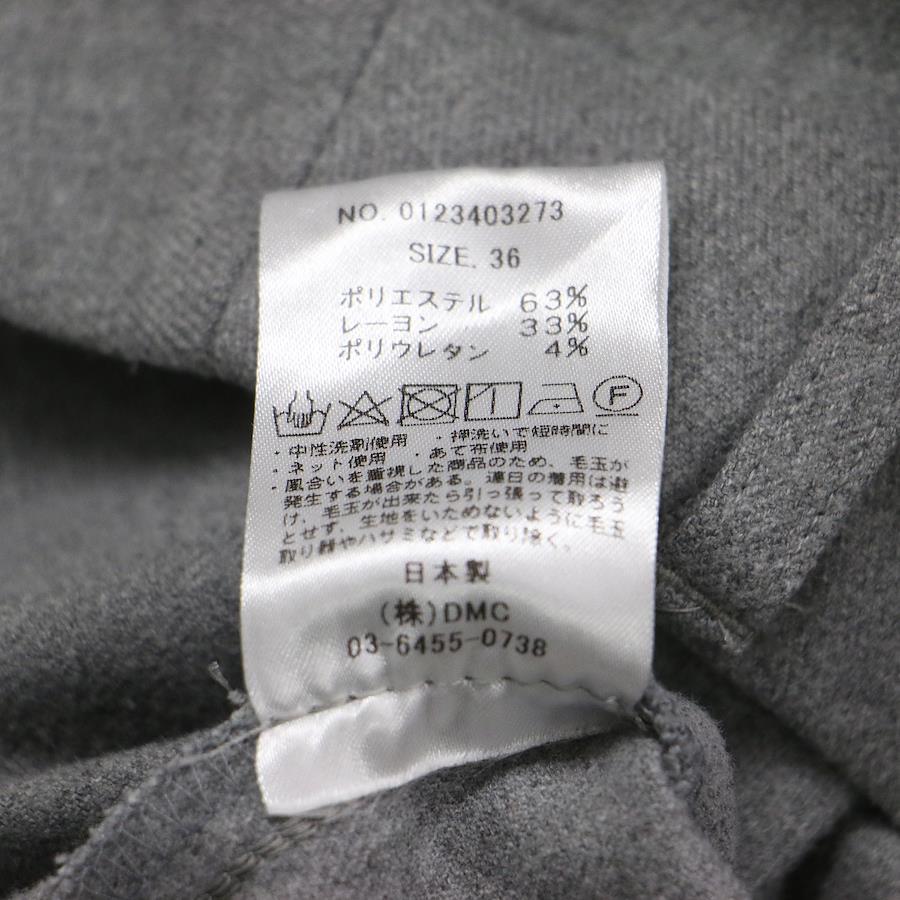 NO. 0123403273
SIZE. 36
ポリエステル 63%
レーヨン 33%
ポリウレタン 4%
F
・中性洗剤使用 ・押洗いで短時間に
・ネット使用 ・あて布使用
・風合いを重視した商品のため、毛玉が
発生する場合がある。連日の着用は避
け、毛玉が出来たら引っ張って取ろう
とせず、生地をいためないように毛玉
取り器やハサミなどで取り除く。
日本製
(株)DMC
03-6455-0738